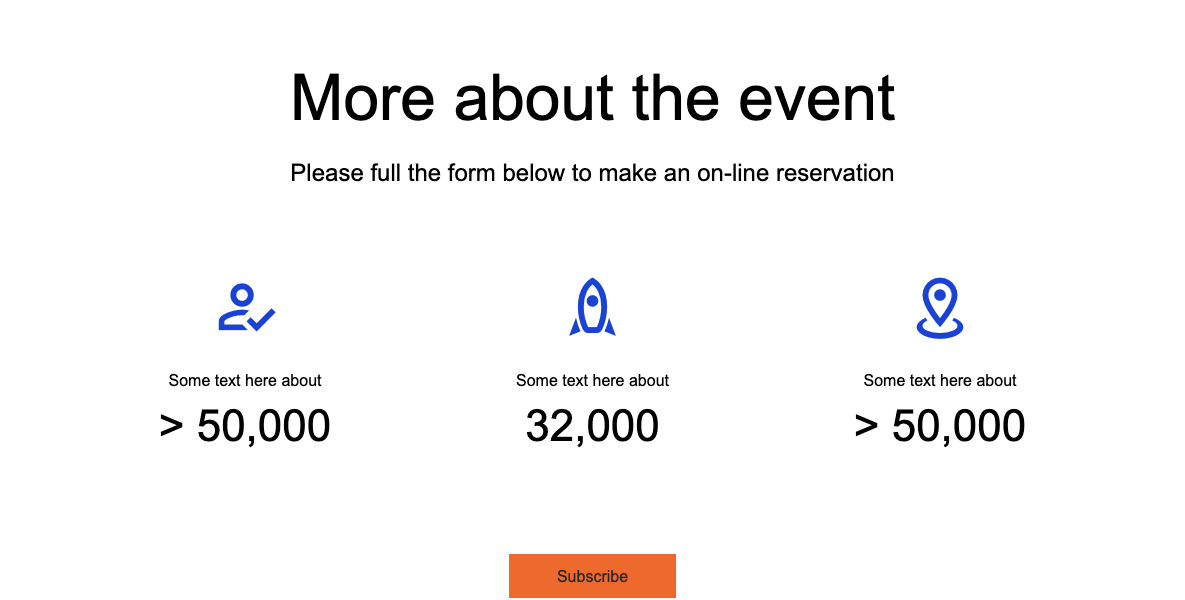 More about the event
Please full the form below to make an on-line reservation
Some text here about
Some text here about
Some text here about
> 50,000
32,000
> 50,000
Subscribe